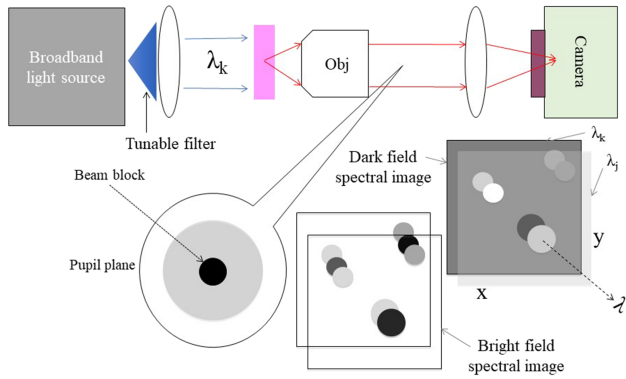 Broadband
light source
λk
Obj
Camera
Tunable filter
Beam block
Pupil plane
Dark field
spectral image
λk
λj
y
x
λ
Bright field
spectral image